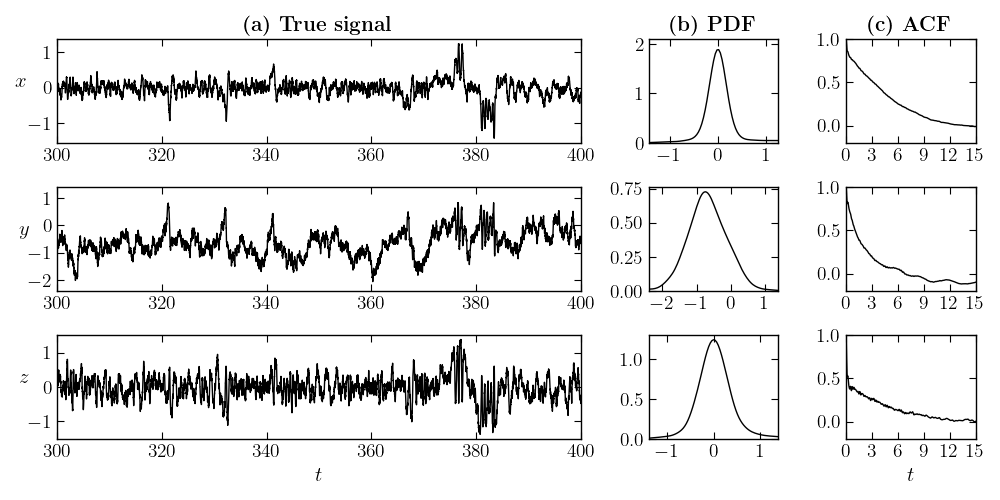 (a) True signal (b) PDF (c) ACF
x 1 0 −1 300 320 340 360 380 400
2 1 0 −1 0 1
1.0 0.5 0.0 0 3 6 9 12 15
y 1 0 −1 −2 300 320 340 360 380 400
0.75 0.50 0.25 0.00 −2 −1 0 1
1.0 0.5 0.0 0 3 6 9 12 15
z 1 0 −1 300 320 340 360 380 400
1.0 0.5 0.0 −1 0 1
1.0 0.5 0.0 0 3 6 9 12 15
t t